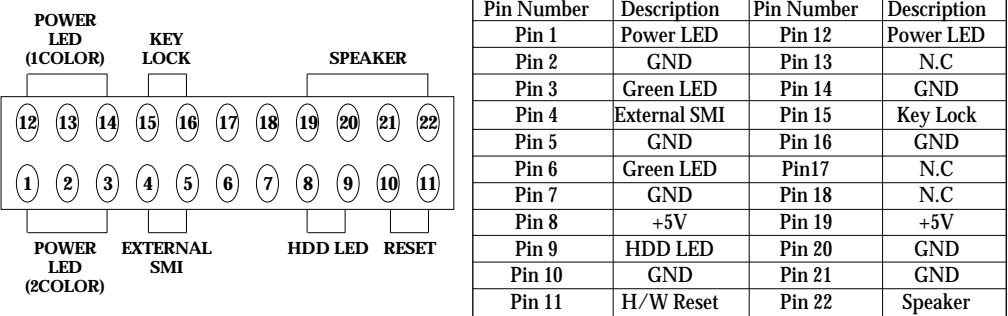 POWER
LED
(1COLOR)
KEY
LOCK
SPEAKER
12 13 14 15 16 17 18 19 20 21 22
1 2 3 4 5 6 7 8 9 10 11
POWER
LED
(2COLOR)
EXTERNAL
SMI
HDD LED
RESET
Pin Number Description Pin Number Description
Pin 1 Power LED Pin 12 Power LED
Pin 2 GND Pin 13 N.C
Pin 3 Green LED Pin 14 GND
Pin 4 External SMI Pin 15 Key Lock
Pin 5 GND Pin 16 GND
Pin 6 Green LED Pin17 N.C
Pin 7 GND Pin 18 N.C
Pin 8 +5V Pin 19 +5V
Pin 9 HDD LED Pin 20 GND
Pin 10 GND Pin 21 GND
Pin 11 H/W Reset Pin 22 Speaker